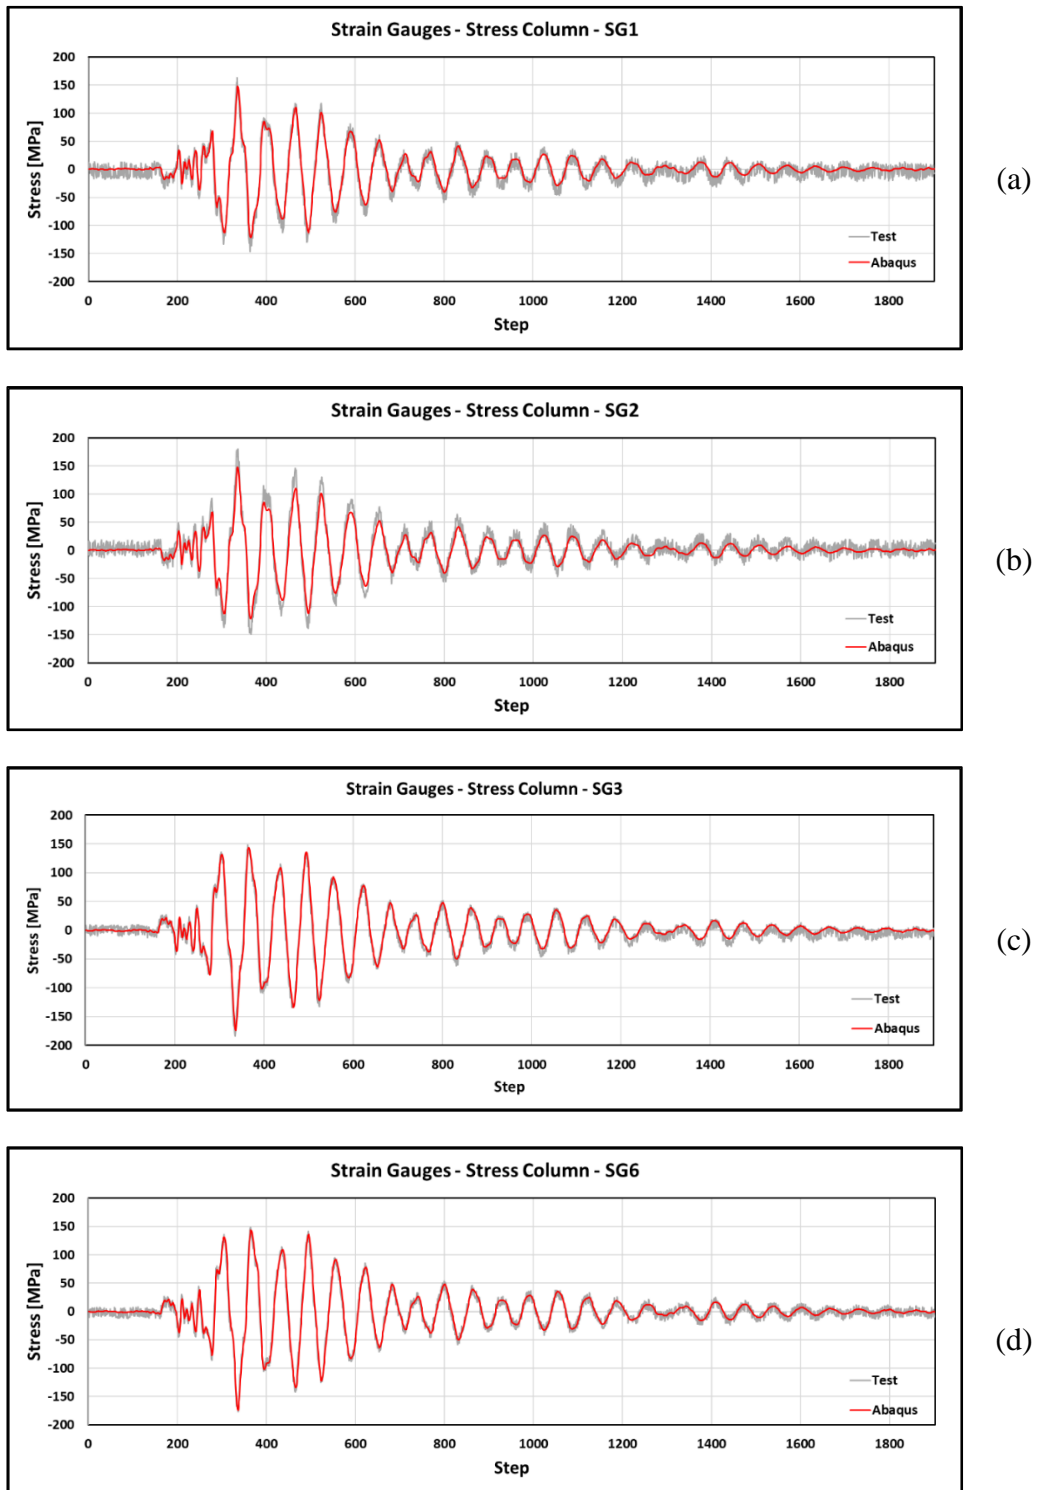 Strain Gauges - Stress Column - SG1
200
150
100
50
0
-50
-100
-150
-200
Stress [MPa]
Test
Abaqus
0 200 400 600 800 1000 1200 1400 1600 1800
Step
(a)
Strain Gauges - Stress Column - SG2
200
150
100
50
0
-50
-100
-150
-200
Stress [MPa]
Test
Abaqus
0 200 400 600 800 1000 1200 1400 1600 1800
Step
(b)
Strain Gauges - Stress Column - SG3
200
150
100
50
0
-50
-100
-150
-200
Stress [MPa]
Test
Abaqus
0 200 400 600 800 1000 1200 1400 1600 1800
Step
(c)
Strain Gauges - Stress Column - SG6
200
150
100
50
0
-50
-100
-150
-200
Stress [MPa]
Test
Abaqus
0 200 400 600 800 1000 1200 1400 1600 1800
Step
(d)